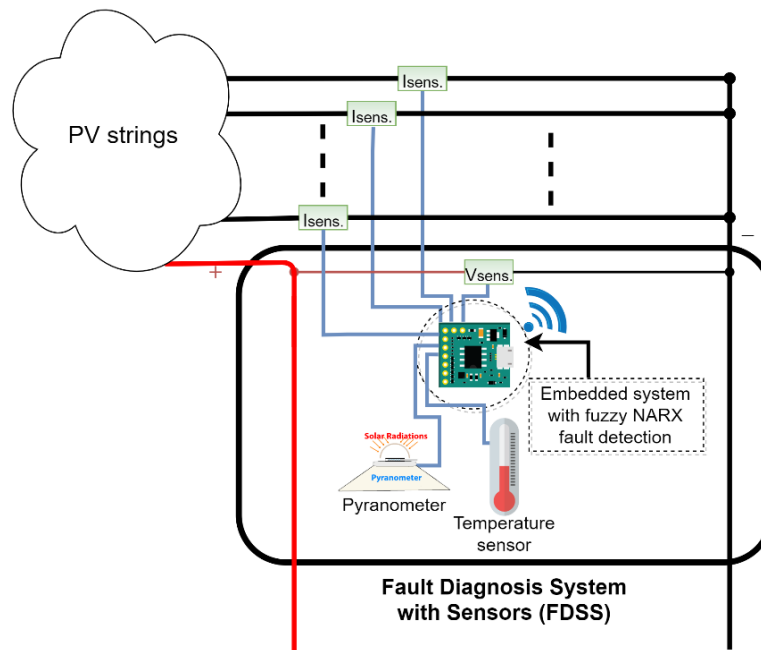 Isens.
Isens.
PV strings
Isens.
−
+
Vsens.
Embedded system
with fuzzy NARX
fault detection
Solar Radiations
Pyranometer
Pyranometer
Temperature
sensor
Fault Diagnosis System
with Sensors (FDSS)